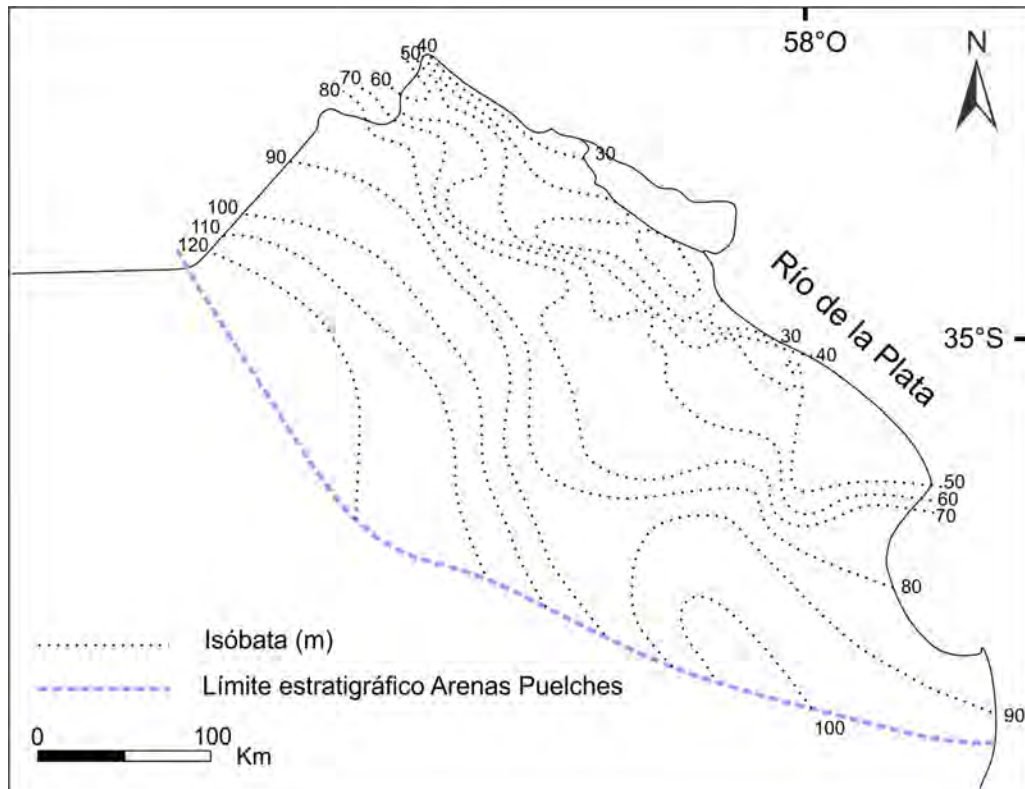 58°O
N
40
50
70
60
80
30
90
100
110
120
Río de la Plata
35°S
30
40
50
60
70
80
90
100
Isóbata (m)
Límite estratigráfico Arenas Puelches
0
100
Km